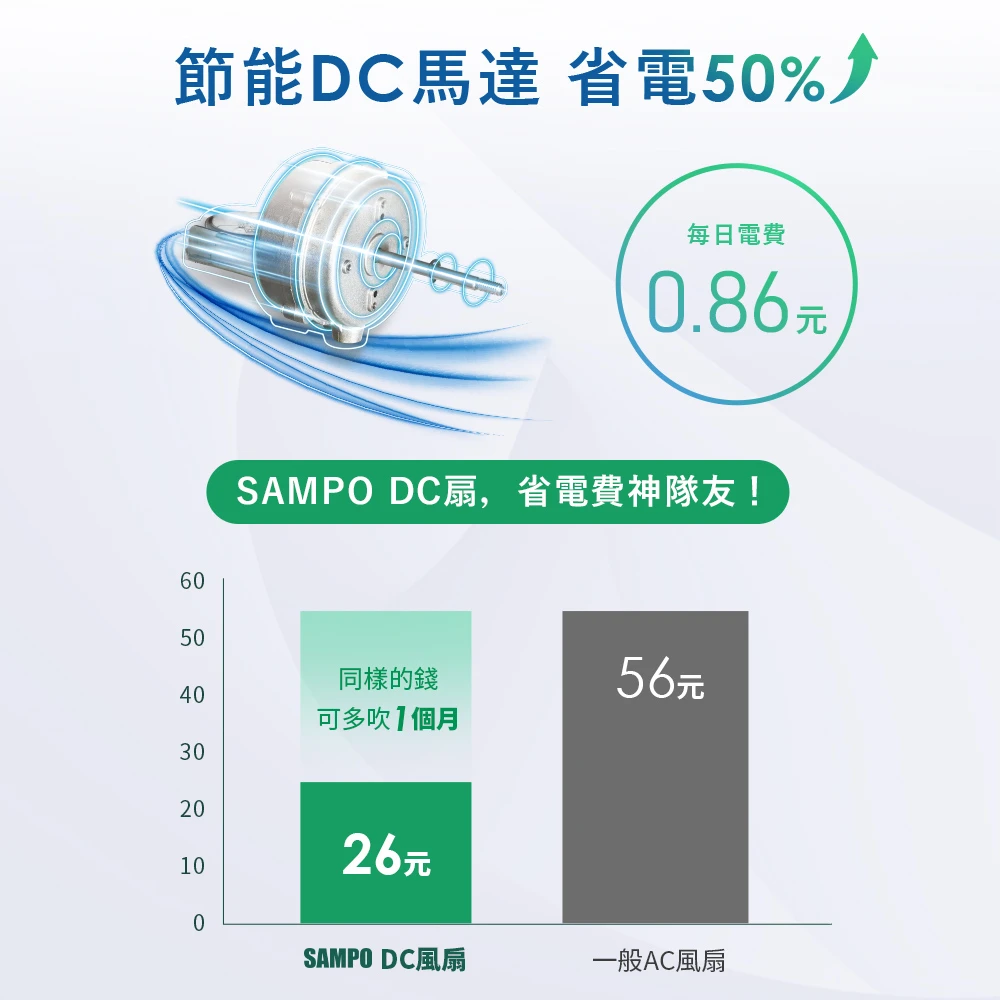 節能DC馬達 省電50%
每日電費
0.86元
SAMPO DC扇，省電費神隊友！
60
50
40
30
20
10
0
同樣的錢
可多吹1個月
26元
56元
SAMPO DC風扇
一般AC風扇